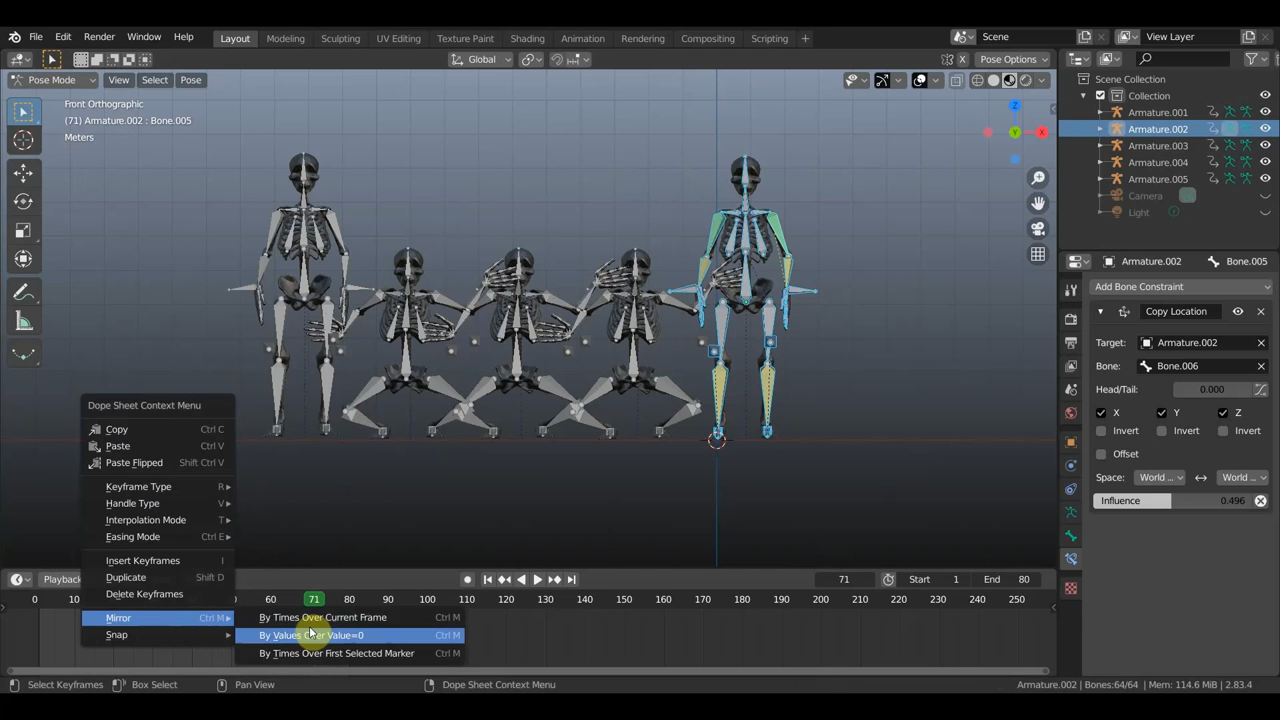 File Edit Render Window Help
Layout Modeling Sculpting UV Editing Texture Paint Shading Animation Rendering Compositing Scripting +
Scene View Layer
Global X Pose Options
Pose Mode View Select Pose
Front Orthographic
(71) Armature.002 : Bone.005
Meters
Z
Y
X
Scene Collection
Collection
Armature.001
Armature.002
Armature.003
Armature.004
Armature.005
Camera
Light
Armature.002 Bone.005
Add Bone Constraint
Copy Location
Target: Armature.002
Bone: Bone.006
Head/Tail: 0.000
X Y Z
Invert Invert Invert
Offset
Space: World ... World ...
Influence 0.496
Dope Sheet Context Menu
Copy Ctrl C
Paste Ctrl V
Paste Flipped Shift Ctrl V
Keyframe Type R
Handle Type V
Interpolation Mode T
Easing Mode Ctrl E
Insert Keyframes I
Duplicate Shift D
Delete Keyframes
Mirror Ctrl M
Snap
By Times Over Current Frame Ctrl M
By Values Over Value=0 Ctrl M
By Times Over First Selected Marker Ctrl M
Playback 71 Start 1 End 80
0 71 80 90 100 110 120 130 140 150 160 170 180 190 200 210 220 230 240 250
Select Keyframes Box Select Pan View Dope Sheet Context Menu Armature.002 | Bones:64/64 | Mem: 114.6 MiB | 2.83.4